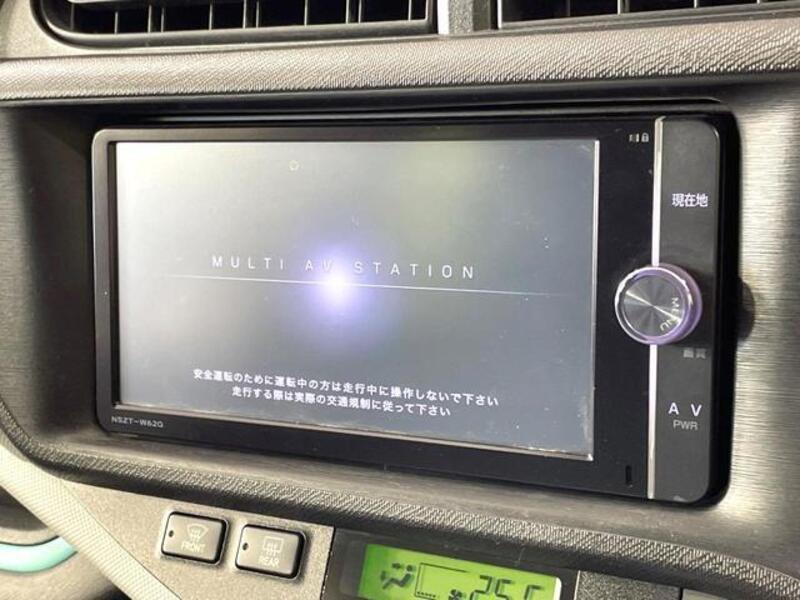 現在地
MULTI AV STATION
MENU
画質
安全運転のために運転中の方は走行中に操作しないで下さい
走行する際は実際の交通規制に従って下さい
AV
PWR
NSZT-W62G
FRONT
REAR
25.0